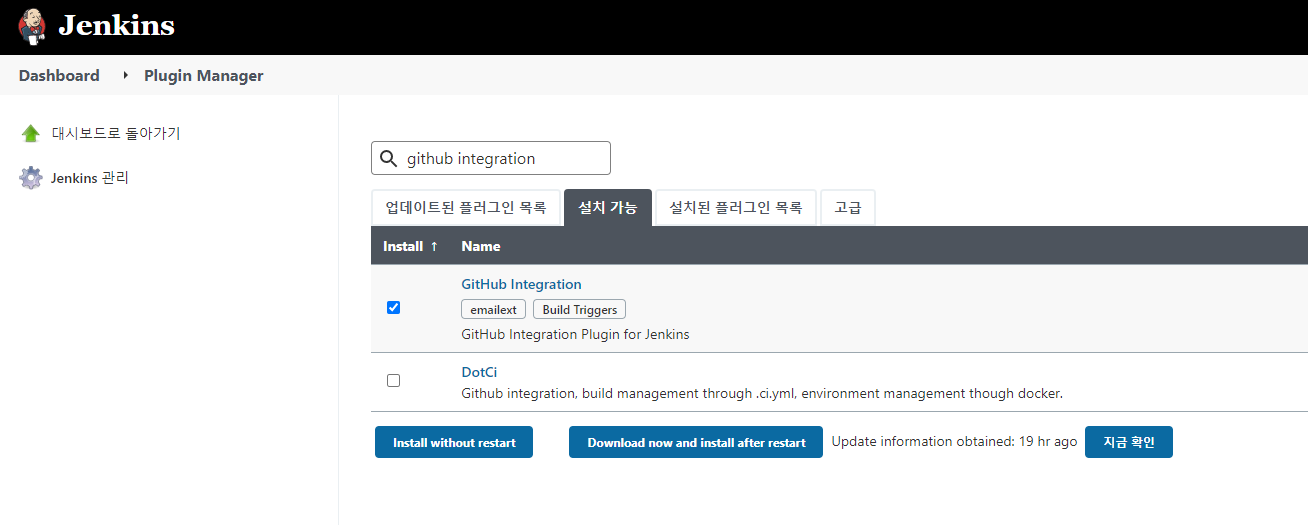 Jenkins
Dashboard
Plugin Manager
대시보드로 돌아가기
Jenkins 관리
github integration
업데이트된 플러그인 목록
설치 가능
설치된 플러그인 목록
고급
Install ↑
Name
GitHub Integration
emailext
Build Triggers
GitHub Integration Plugin for Jenkins
DotCi
Github integration, build management through .ci.yml, environment management though docker.
Install without restart
Download now and install after restart
Update information obtained: 19 hr ago
지금 확인